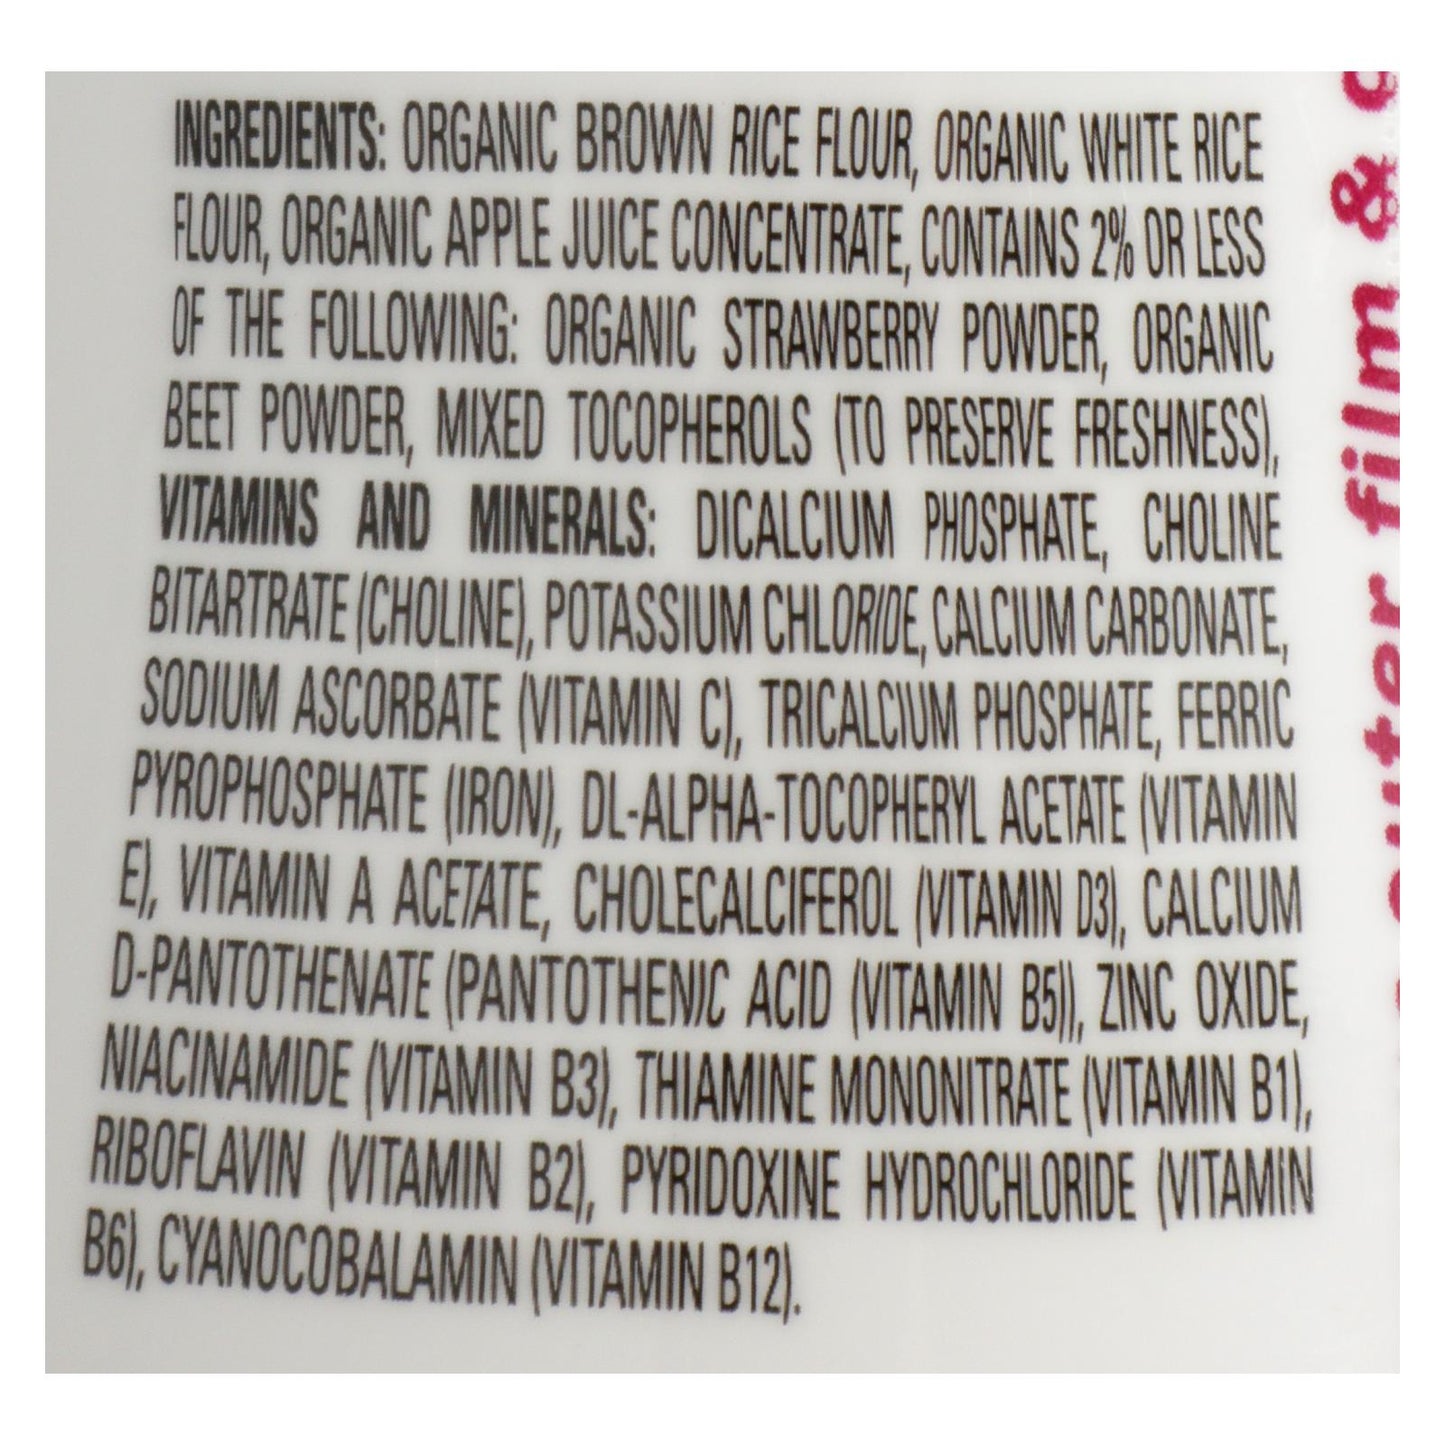 INGREDIENTS: ORGANIC BROWN RICE FLOUR, ORGANIC WHITE RICE
FLOUR, ORGANIC APPLE JUICE CONCENTRATE, CONTAINS 2% OR LESS
OF THE FOLLOWING: ORGANIC STRAWBERRY POWDER, ORGANIC
BEET POWDER, MIXED TOCOPHEROLS (TO PRESERVE FRESHNESS),
VITAMINS AND MINERALS: DICALCIUM PHOSPHATE, CHOLINE
BITARTRATE (CHOLINE), POTASSIUM CHLORIDE, CALCIUM CARBONATE,
SODIUM ASCORBATE (VITAMIN C), TRICALCIUM PHOSPHATE, FERRIC
PYROPHOSPHATE (IRON), DL-ALPHA-TOCOPHERYL ACETATE (VITAMIN
E), VITAMIN A ACETATE, CHOLECALCIFEROL (VITAMIN D3), CALCIUM
D-PANTOTHENATE (PANTOTHENIC ACID (VITAMIN B5)), ZINC OXIDE,
NIACINAMIDE (VITAMIN B3), THIAMINE MONONITRATE (VITAMIN B1),
RIBOFLAVIN (VITAMIN B2), PYRIDOXINE HYDROCHLORIDE (VITAMIN
B6), CYANOCOBALAMIN (VITAMIN B12).
outer film &